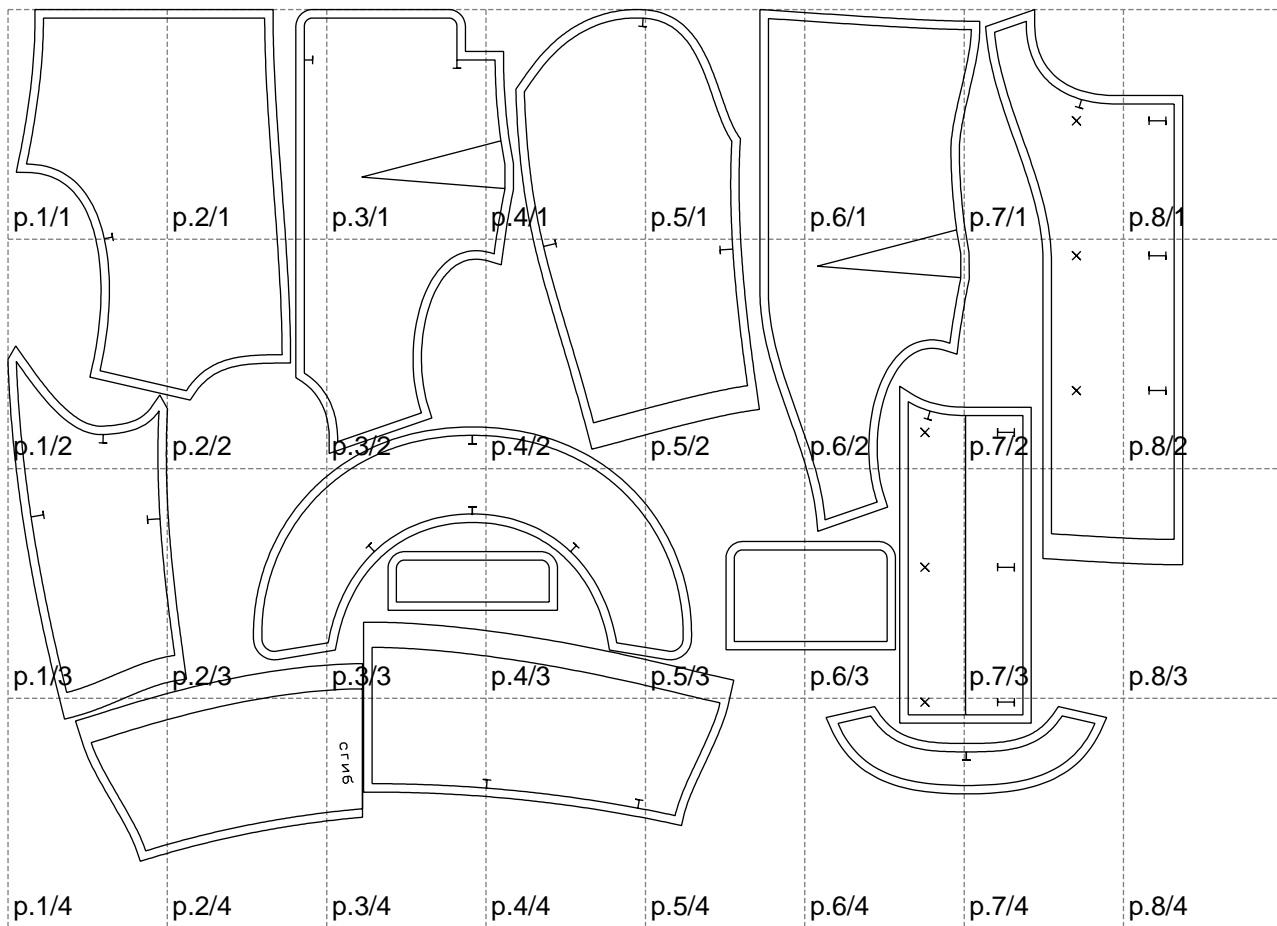 p.1/1 p.2/1 p.3/1 p.4/1 p.5/1 p.6/1 p.7/1 p.8/1
p.1/2 p.2/2 p.3/2 p.4/2 p.5/2 p.6/2 p.7/2 p.8/2
p.1/3 p.2/3 p.3/3 p.4/3 p.5/3 p.6/3 p.7/3 p.8/3
сгиб
p.1/4 p.2/4 p.3/4 p.4/4 p.5/4 p.6/4 p.7/4 p.8/4